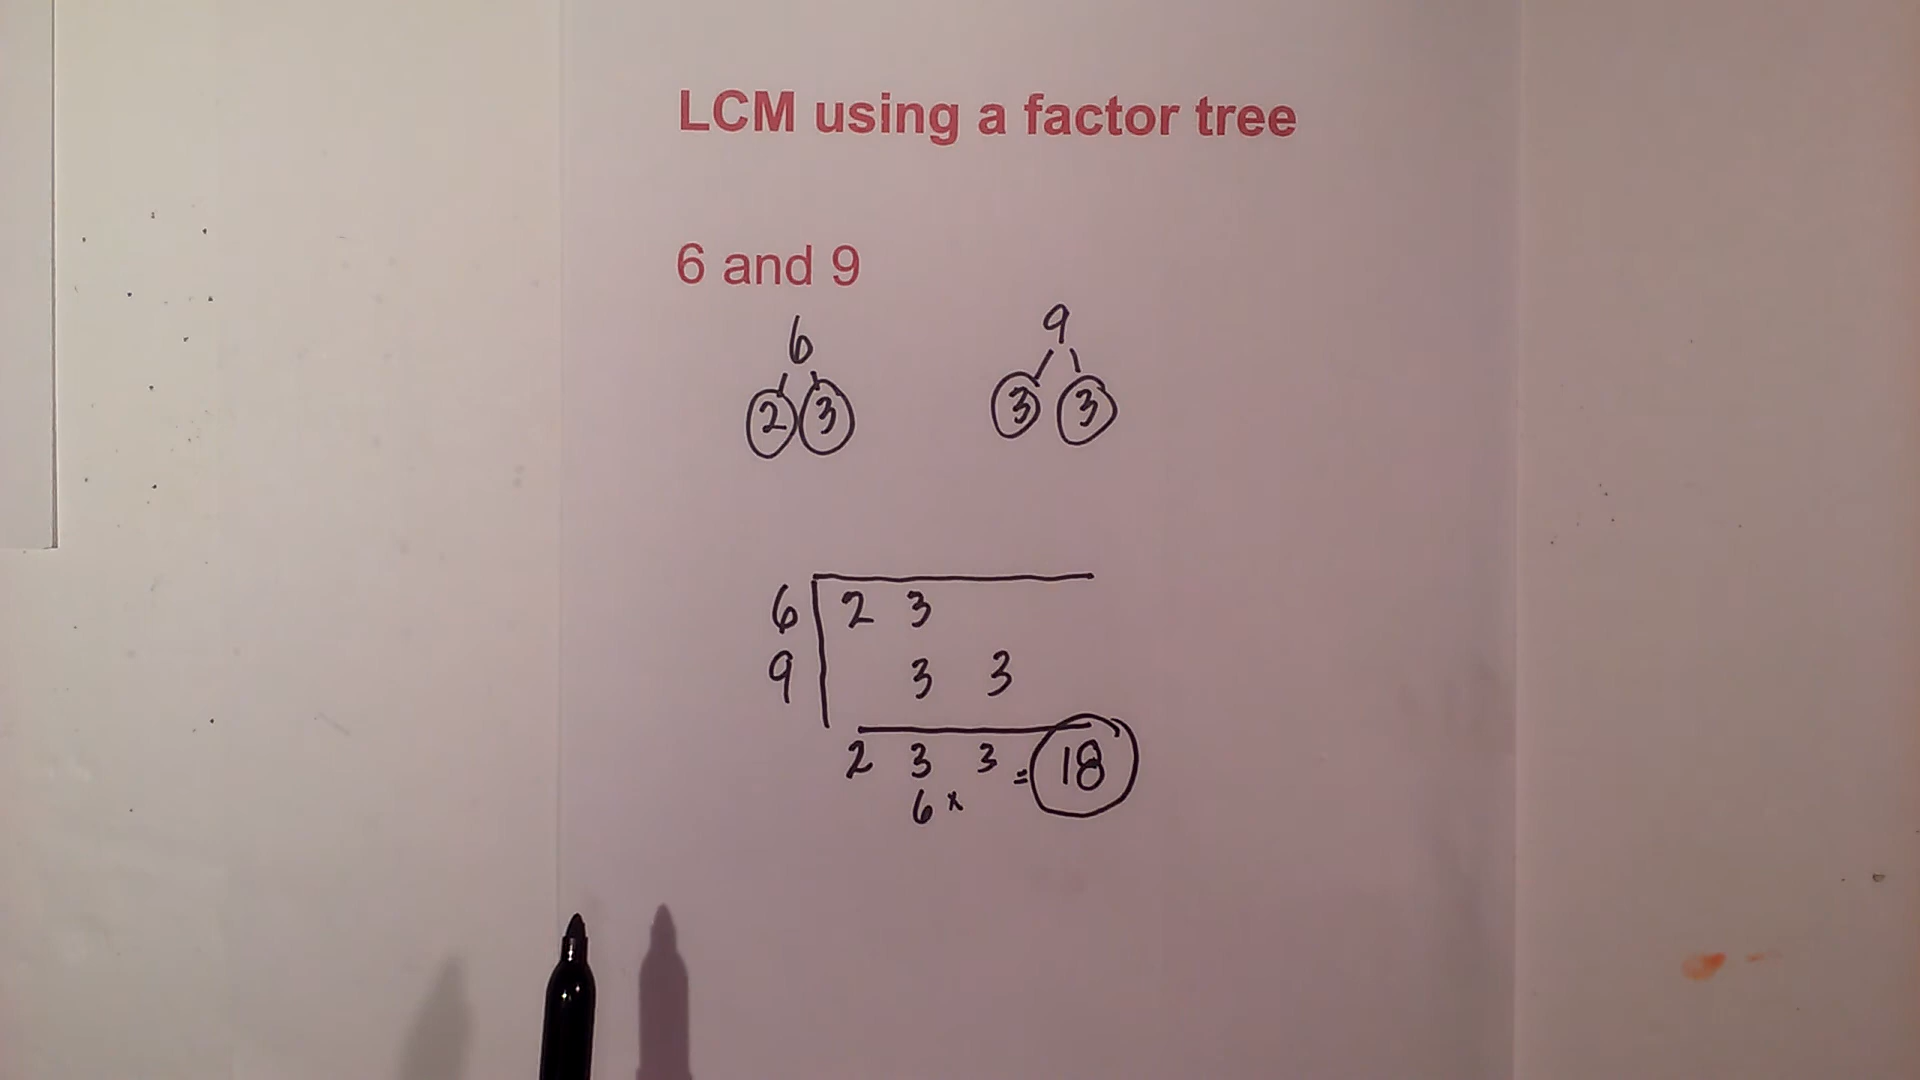 LCM using a factor tree
6 and 9
6 9
2 3 3 3
6 2 3
9 3 3
2 3 3 = 18
6 x